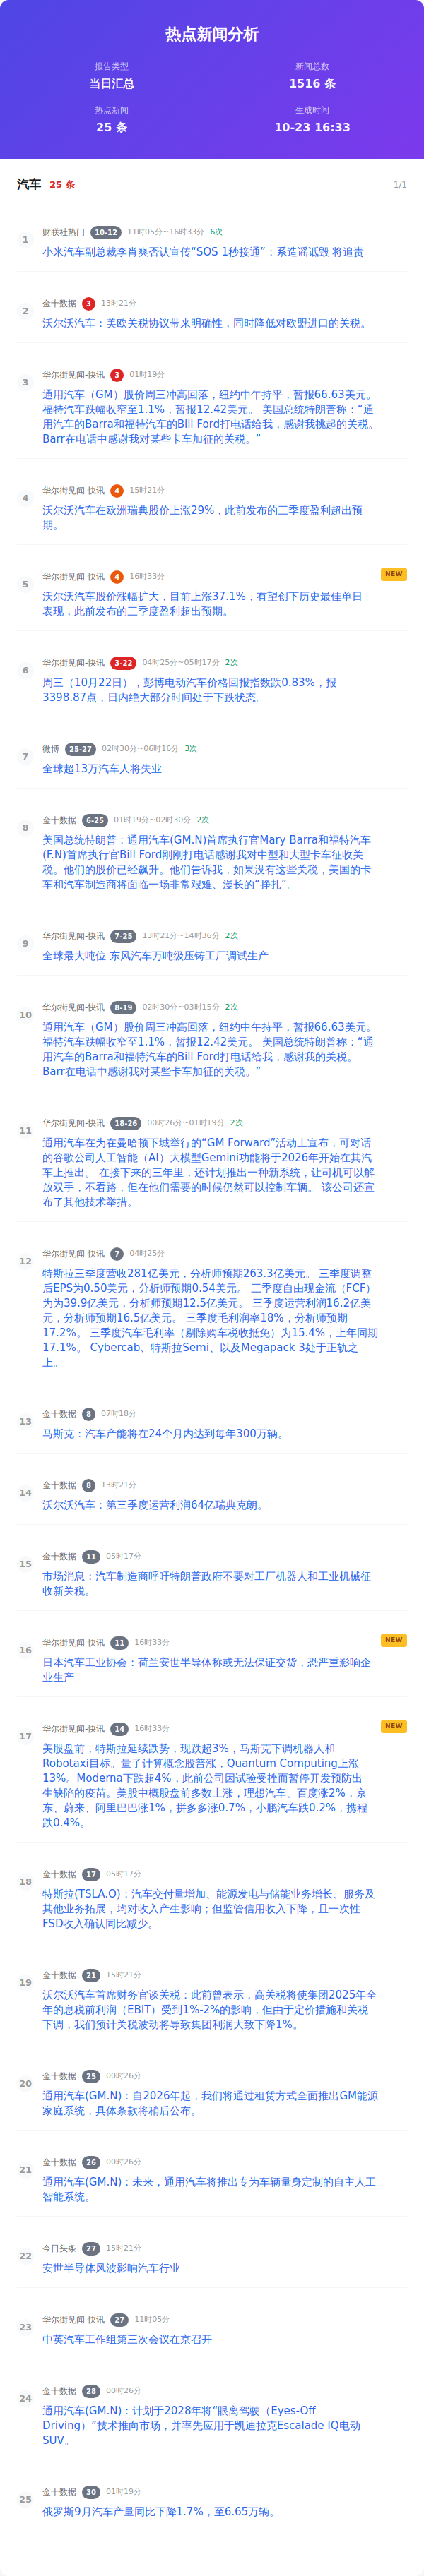 热点新闻分析
报告类型
新闻总数
当日汇总
1516 条
热点新闻
生成时间
25 条
10-23 16:33
汽车 25 条 1/1
1 财联社热门 10-12 11时05分~16时33分 6次
小米汽车副总裁李肖爽否认宣传“SOS 1秒接通”：系造谣诋毁 将追责
2 金十数据 3 13时21分
沃尔沃汽车：美欧关税协议带来明确性，同时降低对欧盟进口的关税。
3 华尔街见闻-快讯 3 01时19分
通用汽车（GM）股价周三冲高回落，纽约中午持平，暂报66.63美元。
福特汽车跌幅收窄至1.1%，暂报12.42美元。 美国总统特朗普称：“通
用汽车的Barra和福特汽车的Bill Ford打电话给我，感谢我挑起的关税。
Barr在电话中感谢我对某些卡车加征的关税。”
4 华尔街见闻-快讯 4 15时21分
沃尔沃汽车在欧洲瑞典股价上涨29%，此前发布的三季度盈利超出预
期。
5 华尔街见闻-快讯 4 16时33分 NEW
沃尔沃汽车股价涨幅扩大，目前上涨37.1%，有望创下历史最佳单日
表现，此前发布的三季度盈利超出预期。
6 华尔街见闻-快讯 3-22 04时25分~05时17分 2次
周三（10月22日），彭博电动汽车价格回报指数跌0.83%，报
3398.87点，日内绝大部分时间处于下跌状态。
7 微博 25-27 02时30分~06时16分 3次
全球超13万汽车人将失业
8 金十数据 6-25 01时19分~02时30分 2次
美国总统特朗普：通用汽车(GM.N)首席执行官Mary Barra和福特汽车
(F.N)首席执行官Bill Ford刚刚打电话感谢我对中型和大型卡车征收关
税。他们的股价已经飙升。他们告诉我，如果没有这些关税，美国的卡
车和汽车制造商将面临一场非常艰难、漫长的“挣扎”。
9 华尔街见闻-快讯 7-25 13时21分~14时36分 2次
全球最大吨位 东风汽车万吨级压铸工厂调试生产
10 华尔街见闻-快讯 8-19 02时30分~03时15分 2次
通用汽车（GM）股价周三冲高回落，纽约中午持平，暂报66.63美元。
福特汽车跌幅收窄至1.1%，暂报12.42美元。 美国总统特朗普称：“通
用汽车的Barra和福特汽车的Bill Ford打电话给我，感谢我的关税。
Barr在电话中感谢我对某些卡车加征的关税。”
11 华尔街见闻-快讯 18-26 00时26分~01时19分 2次
通用汽车在为在曼哈顿下城举行的“GM Forward”活动上宣布，可对话
的谷歌公司人工智能（AI）大模型Gemini功能将于2026年开始在其汽
车上推出。 在接下来的三年里，还计划推出一种新系统，让司机可以解
放双手，不看路，但在他们需要的时候仍然可以控制车辆。 该公司还宣
布了其他技术举措。
12 华尔街见闻-快讯 7 04时25分
特斯拉三季度营收281亿美元，分析师预期263.3亿美元。 三季度调整
后EPS为0.50美元，分析师预期0.54美元。 三季度自由现金流（FCF）
为为39.9亿美元，分析师预期12.5亿美元。 三季度运营利润16.2亿美
元，分析师预期16.5亿美元。 三季度毛利润率18%，分析师预期
17.2%。 三季度汽车毛利率（剔除购车税收抵免）为15.4%，上年同期
17.1%。 Cybercab、特斯拉Semi、以及Megapack 3处于正轨之
上。
13 金十数据 8 07时18分
马斯克：汽车产能将在24个月内达到每年300万辆。
14 金十数据 8 13时21分
沃尔沃汽车：第三季度运营利润64亿瑞典克朗。
15 金十数据 11 05时17分
市场消息：汽车制造商呼吁特朗普政府不要对工厂机器人和工业机械征
收新关税。
16 华尔街见闻-快讯 11 16时33分 NEW
日本汽车工业协会：荷兰安世半导体称或无法保证交货，恐严重影响企
业生产
17 华尔街见闻-快讯 14 16时33分 NEW
美股盘前，特斯拉延续跌势，现跌超3%，马斯克下调机器人和
Robotaxi目标。量子计算概念股普涨，Quantum Computing上涨
13%。Moderna下跌超4%，此前公司因试验受挫而暂停开发预防出
生缺陷的疫苗。美股中概股盘前多数上涨，理想汽车、百度涨2%，京
东、蔚来、阿里巴巴涨1%，拼多多涨0.7%，小鹏汽车跌0.2%，携程
跌0.4%。
18 金十数据 17 05时17分
特斯拉(TSLA.O)：汽车交付量增加、能源发电与储能业务增长、服务及
其他业务拓展，均对收入产生影响；但监管信用收入下降，且一次性
FSD收入确认同比减少。
19 金十数据 21 15时21分
沃尔沃汽车首席财务官谈关税：此前曾表示，高关税将使集团2025年全
年的息税前利润（EBIT）受到1%-2%的影响，但由于定价措施和关税
下调，我们预计关税波动将导致集团利润大致下降1%。
20 金十数据 25 00时26分
通用汽车(GM.N)：自2026年起，我们将通过租赁方式全面推出GM能源
家庭系统，具体条款将稍后公布。
21 金十数据 26 00时26分
通用汽车(GM.N)：未来，通用汽车将推出专为车辆量身定制的自主人工
智能系统。
22 今日头条 27 15时21分
安世半导体风波影响汽车行业
23 华尔街见闻-快讯 27 11时05分
中英汽车工作组第三次会议在京召开
24 金十数据 28 00时26分
通用汽车(GM.N)：计划于2028年将“眼离驾驶（Eyes-Off
Driving）”技术推向市场，并率先应用于凯迪拉克Escalade IQ电动
SUV。
25 金十数据 30 01时19分
俄罗斯9月汽车产量同比下降1.7%，至6.65万辆。